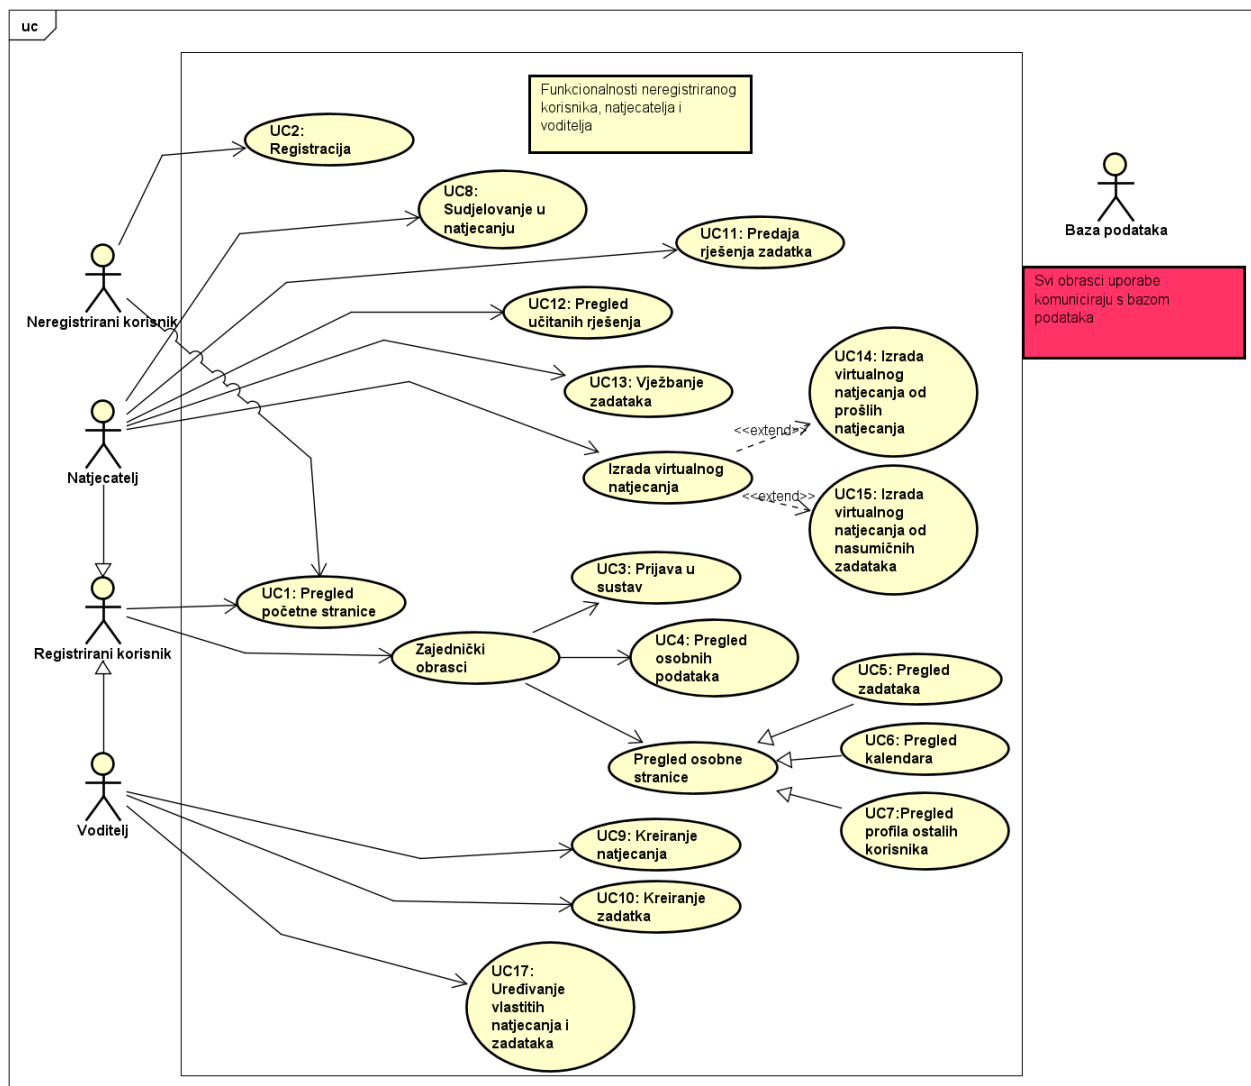 uc
Funkcionalnosti neregistriranog
korisnika, natjecatelja i
voditelja
UC2:
Registracija
UC8:
Sudjelovanje u
natjecanju
UC11: Predaja
rješenja zadatka
Baza podataka
Svi obrasci uporabe
komuniciraju s bazom
podataka
Neregistrirani korisnik
UC12: Pregled
učitanih rješenja
UC13: Vježbanje
zadataka
UC14: Izrada
virtualnog
natjecanja od
prošlih
natjecanja
<<extend>>
Natjecatelj
Izrada virtualnog
natjecanja
<<extend>>
UC15: Izrada
virtualnog
natjecanja od
nasumičnih
zadataka
UC3: Prijava u
sustav
UC1: Pregled
početne stranice
Registrirani korisnik
Zajednički
obrasci
UC4: Pregled
osobnih
podataka
UC5: Pregled
zadataka
UC6: Pregled
kalendara
Pregled osobne
stranice
UC7:Pregled
profila ostalih
korisnika
Voditelj
UC9: Kreiranje
natjecanja
UC10: Kreiranje
zadatka
UC17:
Uređivanje
vlastitih
natjecanja i
zadataka